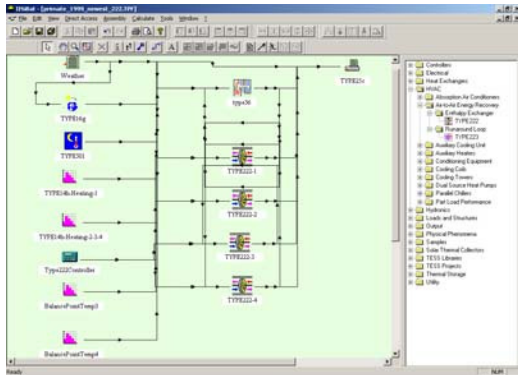 IISiBat - [private_1999_newest_222.TPF]
File Edit View Direct Access Assembly Calculate Tools Window ?
Weather
TYPE16g
TYPE501
TYPE14h-Heating-1
TYPE14h-Heating-2-3-4
Type222Controller
BalancePointTemp3
BalancePointTemp4
type56
TYPE222-1
TYPE222-2
TYPE222-3
TYPE222-4
TYPE25c
Controllers
Electrical
Heat Exchangers
HVAC
Absorption Air Conditioners
Air-to-Air Energy Recovery
Enthalpy Exchanger
TYPE222
Runaround Loop
TYPE223
Auxiliary Cooling Unit
Auxiliary Heaters
Conditioning Equipment
Cooling Coils
Cooling Towers
Dual Source Heat Pumps
Parallel Chillers
Part Load Performance
Hydronics
Loads and Structures
Output
Physical Phenomena
Samples
Solar Thermal Collectors
TESS Libraries
TESS Projects
Thermal Storage
Utility
Ready
NUM